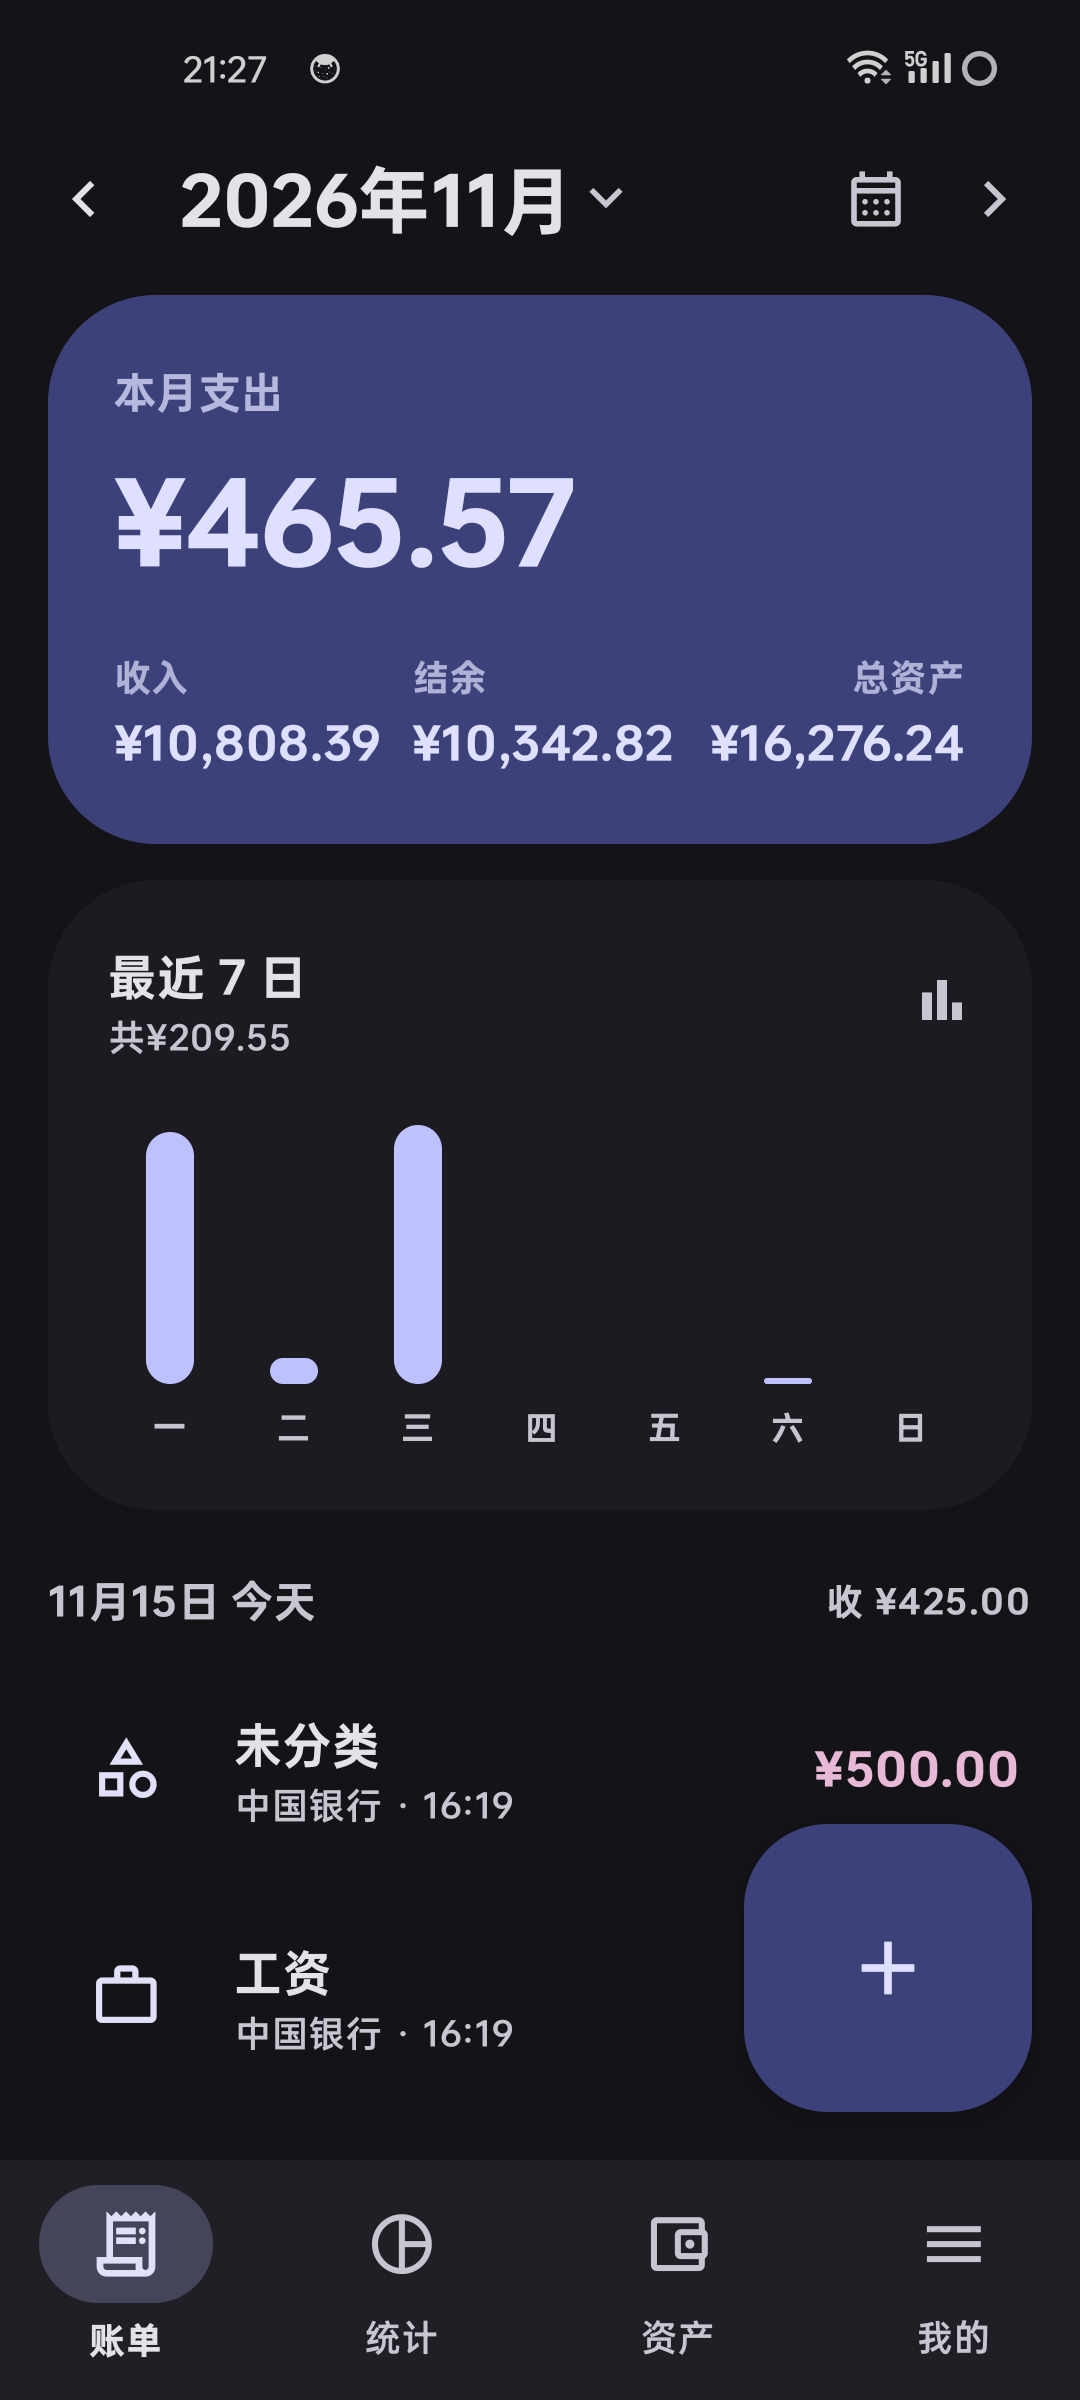 21:27
5G
2026年11月
本月支出
¥465.57
收入 结余 总资产
¥10,808.39 ¥10,342.82 ¥16,276.24
最近 7 日
共¥209.55
一 二 三 四 五 六 日
11月15日 今天 收 ¥425.00
未分类
¥500.00
中国银行 · 16:19
工资
中国银行 · 16:19
账单 统计 资产 我的